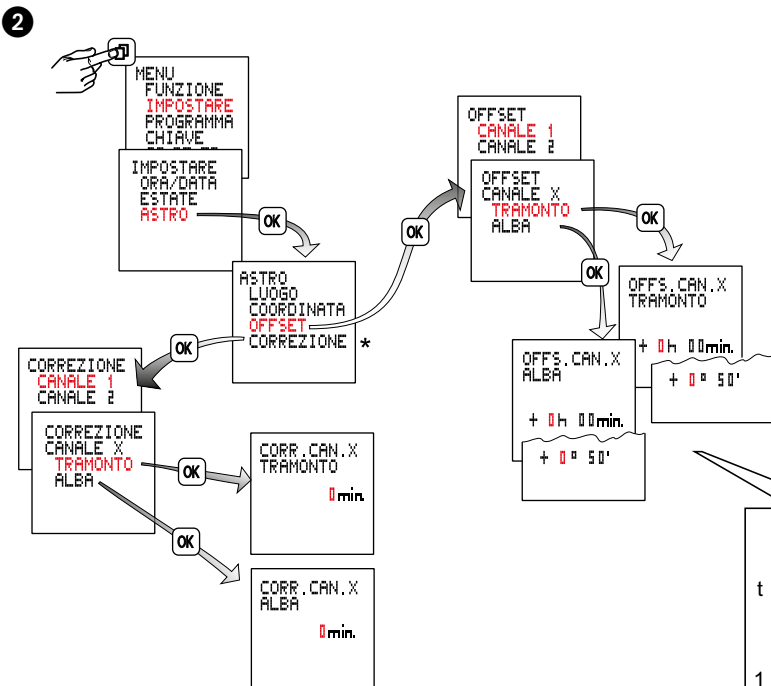 2
MENU
FUNZIONE
IMPOSTARE
PROGRAMMA
CHIAVE
IMPOSTARE
ORA/DATA
ESTATE
ASTRO
OK
ASTRO
LUOGO
COORDINATA
OFFSET
CORREZIONE *
OK
OFFSET
CANALE 1
CANALE 2
OFFSET
CANALE X
TRAMONTO
ALBA
OK
OFFS.CAN.X
TRAMONTO
+ 0h 00min.
+ 0° 50'
OK
OFFS.CAN.X
ALBA
+ 0h 00min.
+ 0° 50'
OK
CORREZIONE
CANALE 1
CANALE 2
CORREZIONE
CANALE X
TRAMONTO
ALBA
OK
CORR.CAN.X
TRAMONTO
0min.
OK
CORR.CAN.X
ALBA
0min.
t
1